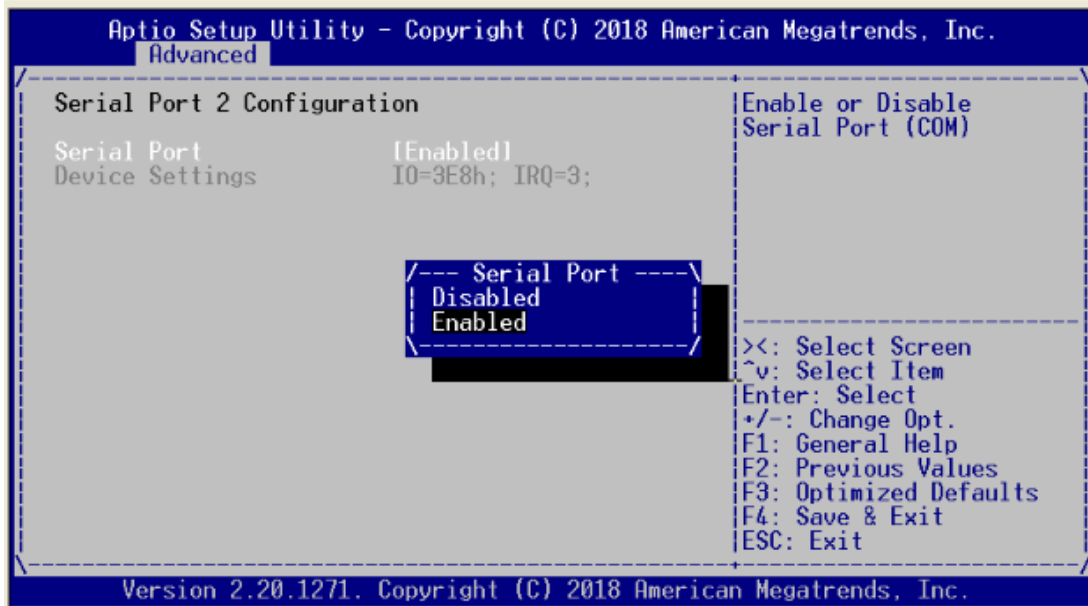 Aptio Setup Utility – Copyright (C) 2018 American Megatrends, Inc.
Advanced
Serial Port 2 Configuration
Serial Port [Enabled]
Device Settings IO=3E8h; IRQ=3;
Enable or Disable
Serial Port (COM)
/--- Serial Port ----\
Disabled
Enabled
><: Select Screen
^v: Select Item
Enter: Select
+/-: Change Opt.
F1: General Help
F2: Previous Values
F3: Optimized Defaults
F4: Save & Exit
ESC: Exit
Version 2.20.1271. Copyright (C) 2018 American Megatrends, Inc.